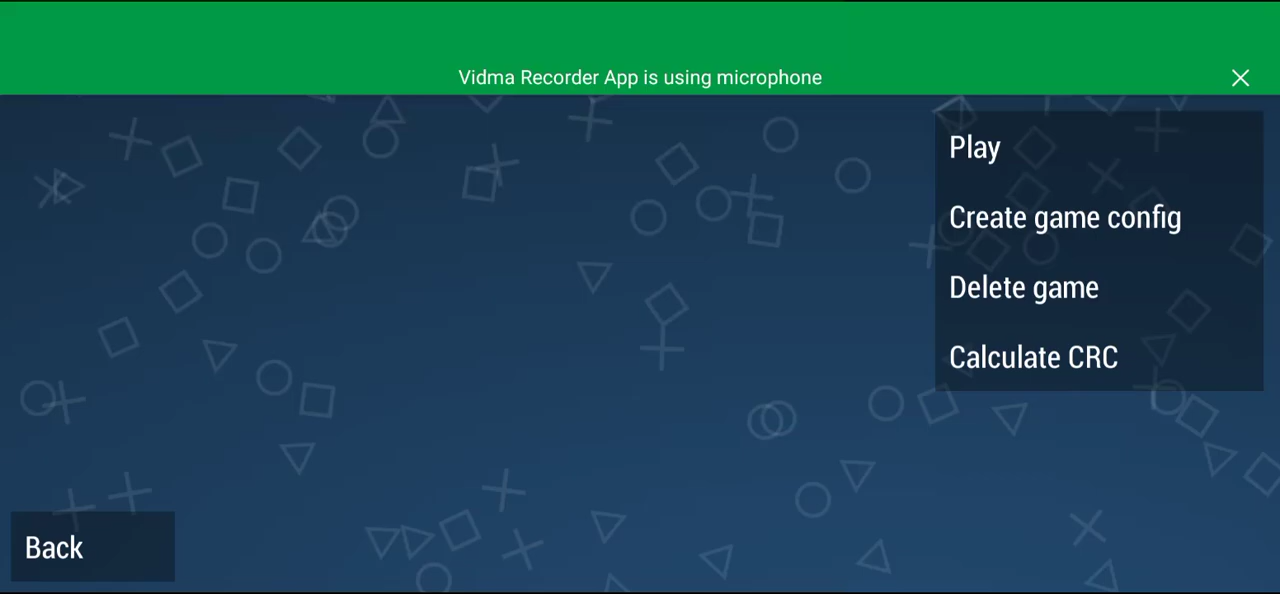 Vidma Recorder App is using microphone
Play
Create game config
Delete game
Calculate CRC
Back